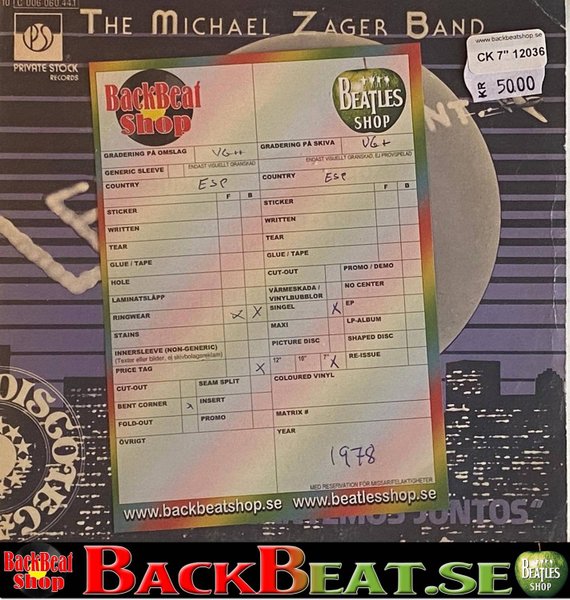 10 C 006-060.443
PS
PRIVATE STOCK
RECORDS
THE MICHAEL ZAGER BAND
www.backbeatshop.se
CK 7" 12036
KR 50.00
BackBeat
Shop
BEATLES
SHOP
GRADERING PÅ OMSLAG VG++
ENDAST VISUELLT GRANSKAD
GENERIC SLEEVE
COUNTRY ESP
F B
STICKER
WRITTEN
TEAR
GLUE / TAPE
HOLE
LAMINATSLÄPP
RINGWEAR X X
STAINS
INNERSLEEVE (NON-GENERIC)
(Texter eller bilder, ej skivbolagsreklam)
PRICE TAG X
CUT-OUT
SEAM SPLIT
BENT CORNER X
INSERT
FOLD-OUT
PROMO
ÖVRIGT
GRADERING PÅ SKIVA VG+
ENDAST VISUELLT GRANSKAD, EJ PROVSPELAD
COUNTRY ESP
F B
STICKER
WRITTEN
TEAR
GLUE / TAPE
CUT-OUT
PROMO / DEMO
VÄRMESKADA /
VINYLBUBBLOR
NO CENTER
SINGEL X
EP
MAXI
LP-ALBUM
PICTURE DISC
SHAPED DISC
12" 10" 7" X
RE-ISSUE
COLOURED VINYL
MATRIX #
YEAR
1978
MED RESERVATION FÖR MISSAR/FELAKTIGHETER
www.backbeatshop.se www.beatlesshop.se
LE
NT
DISCOTECA
JUNTOS"
BackBeat
Shop
BACKBEAT.SE
BEATLES
SHOP